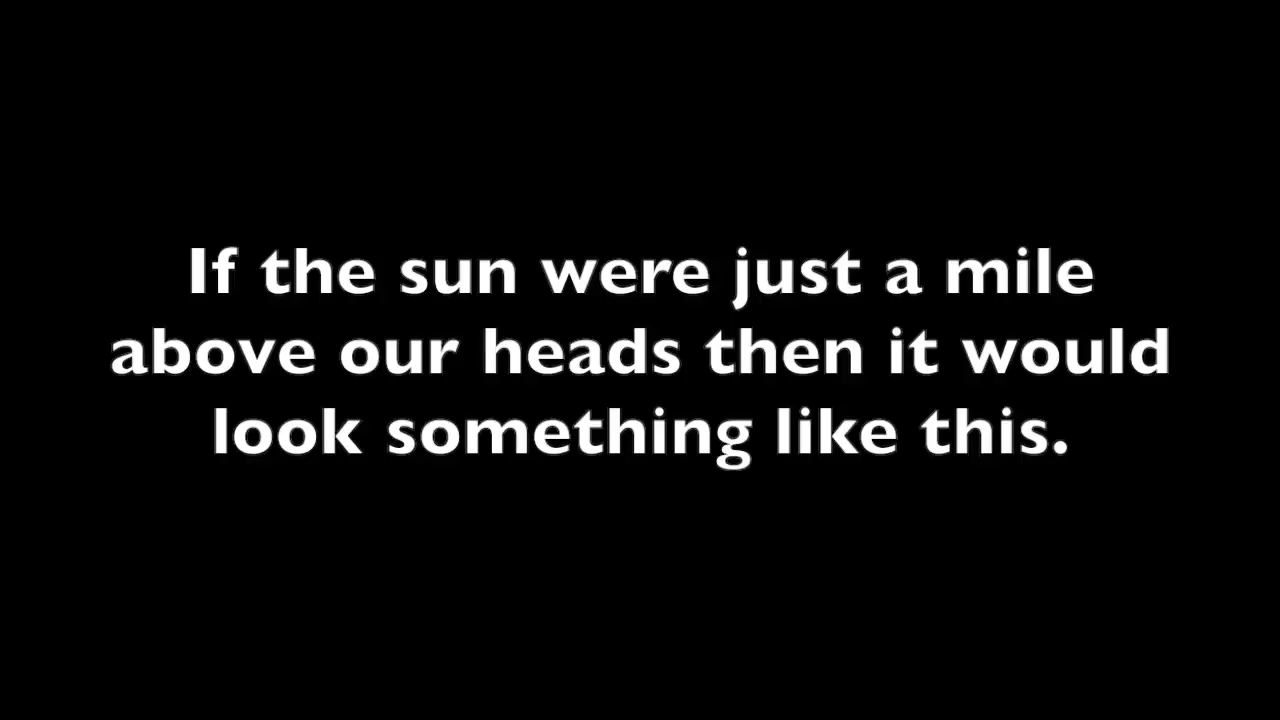 If the sun were just a mile
above our heads then it would
look something like this.